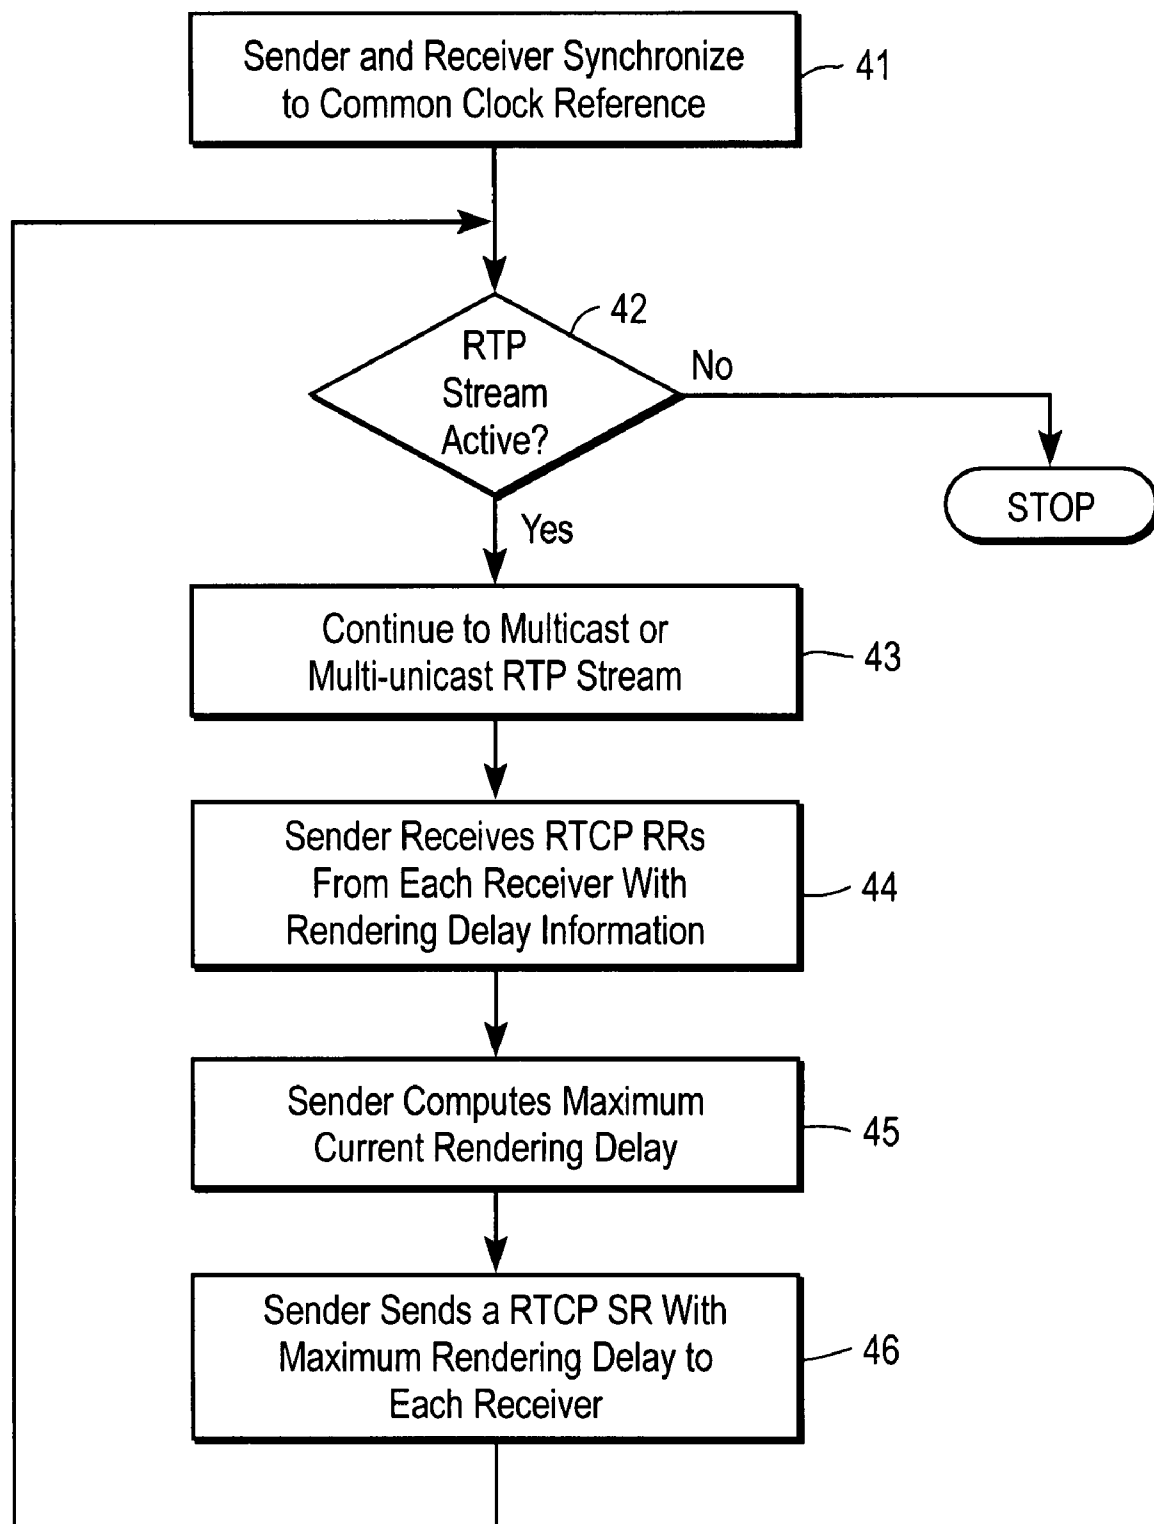 Sender and Receiver Synchronize
to Common Clock Reference
41
42
RTP
Stream
Active?
No
STOP
Yes
Continue to Multicast or
Multi-unicast RTP Stream
43
Sender Receives RTCP RRs
From Each Receiver With
Rendering Delay Information
44
Sender Computes Maximum
Current Rendering Delay
45
Sender Sends a RTCP SR With
Maximum Rendering Delay to
Each Receiver
46